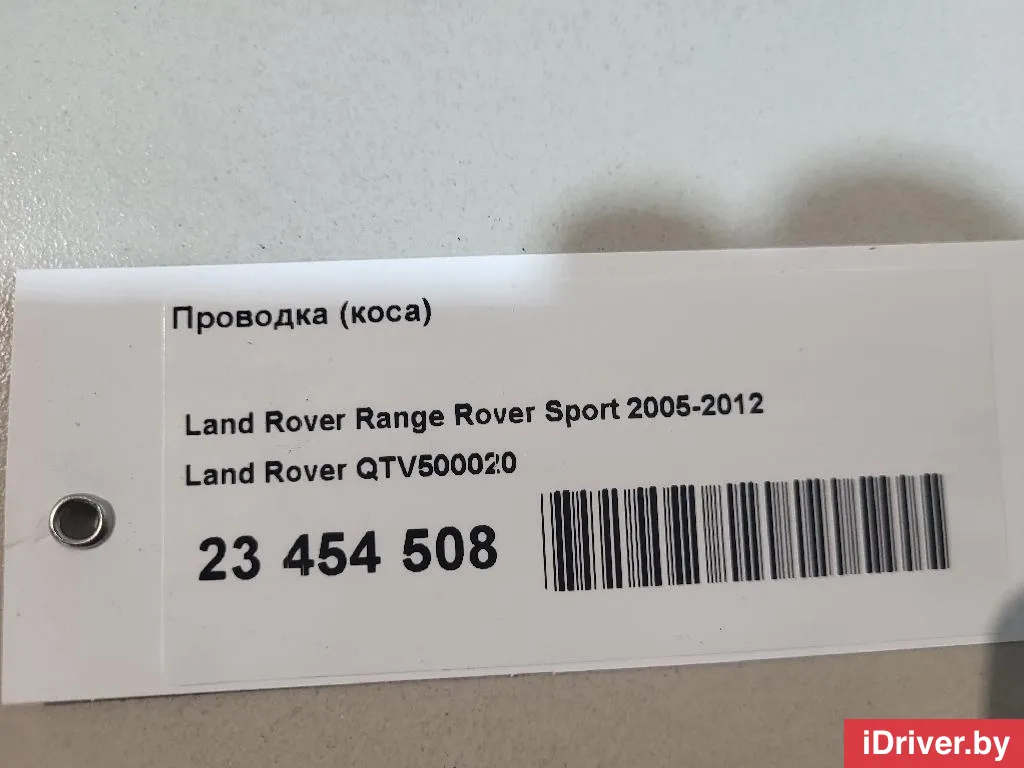 Проводка (коса)
Land Rover Range Rover Sport 2005-2012
Land Rover QTV500020
23 454 508
iDriver.by